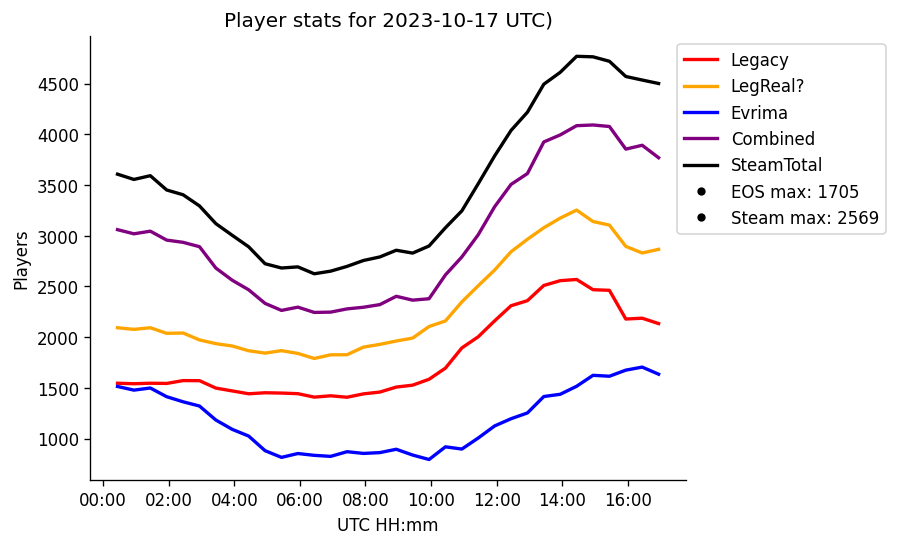 Player stats for 2023-10-17 UTC)
Players
4500
4000
3500
3000
2500
2000
1500
1000
00:00 02:00 04:00 06:00 08:00 10:00 12:00 14:00 16:00
UTC HH:mm
Legacy
LegReal?
Evrima
Combined
SteamTotal
EOS max: 1705
Steam max: 2569